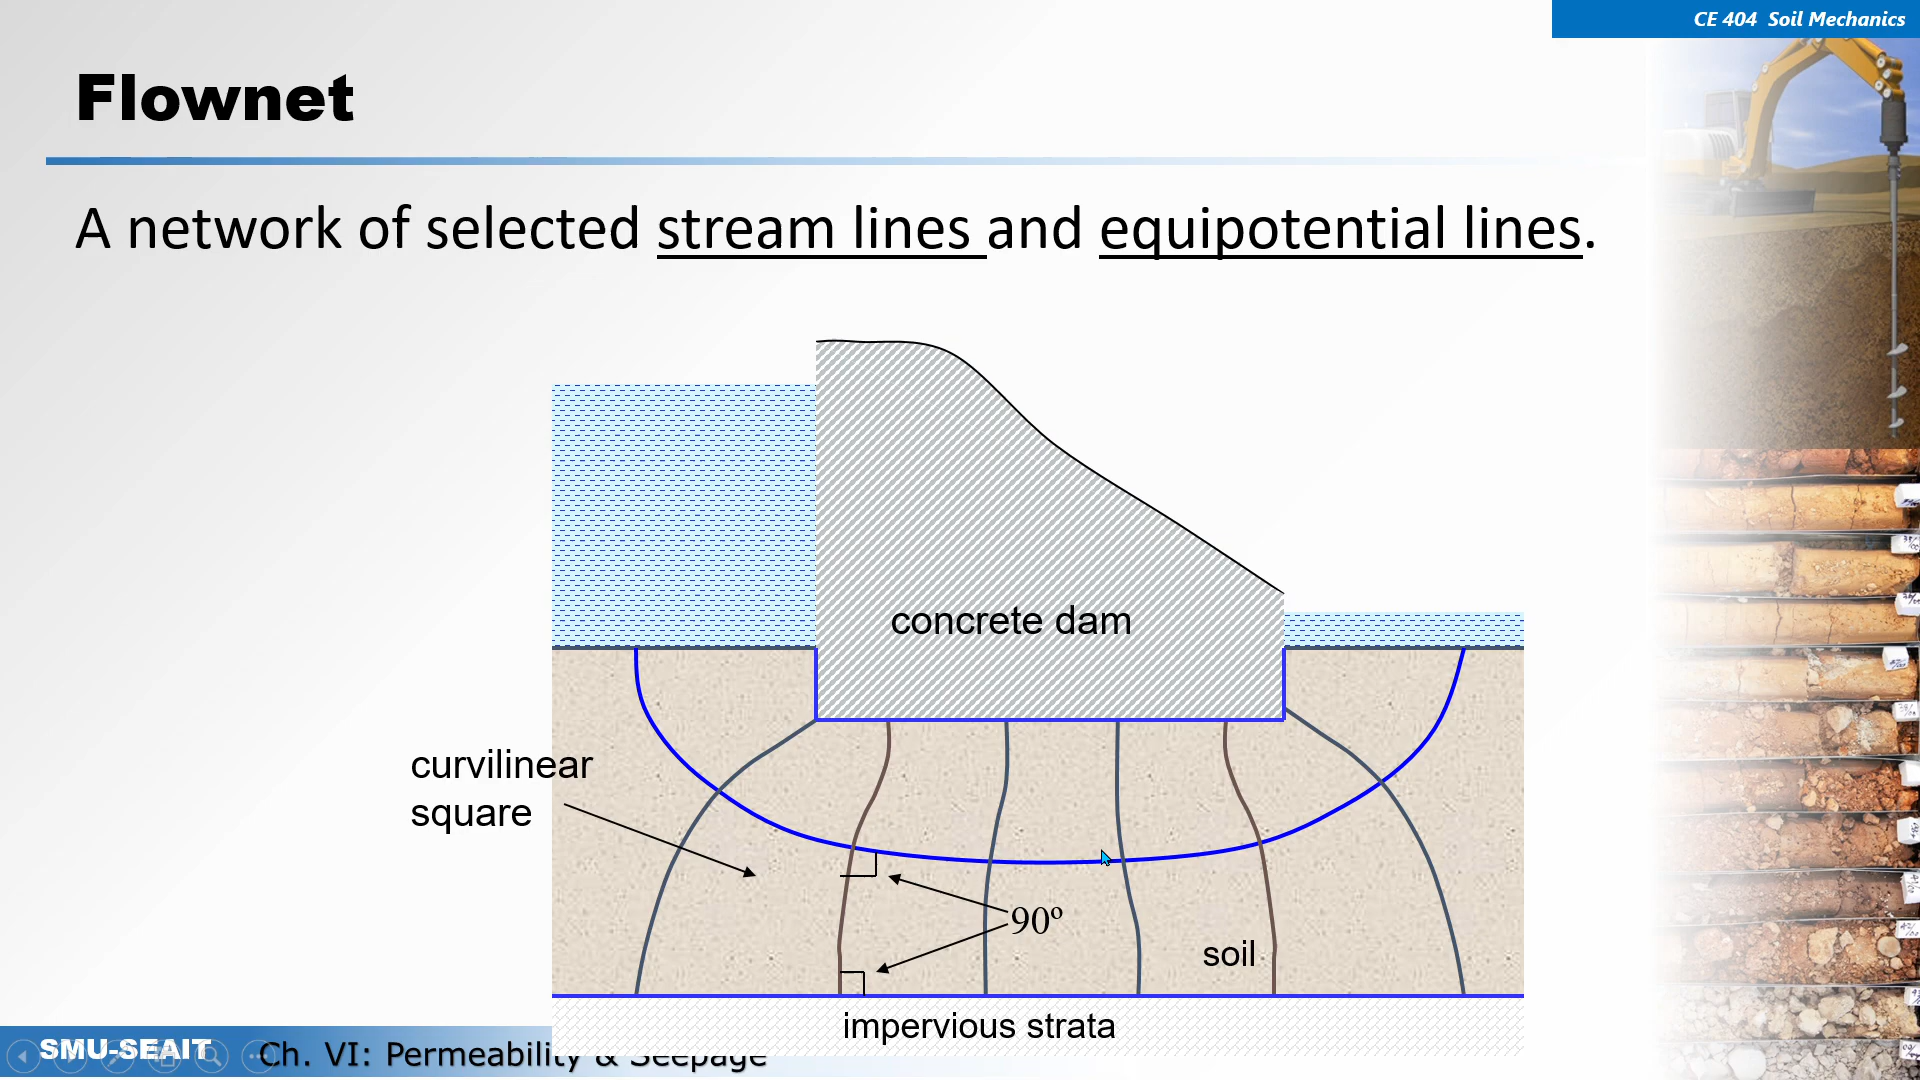 CE 404  Soil Mechanics
Flownet
A network of selected stream lines and equipotential lines.
concrete dam
curvilinear
square
90º
soil
impervious strata
SMU-SEAIT
Ch. VI: Permeability & Seepage